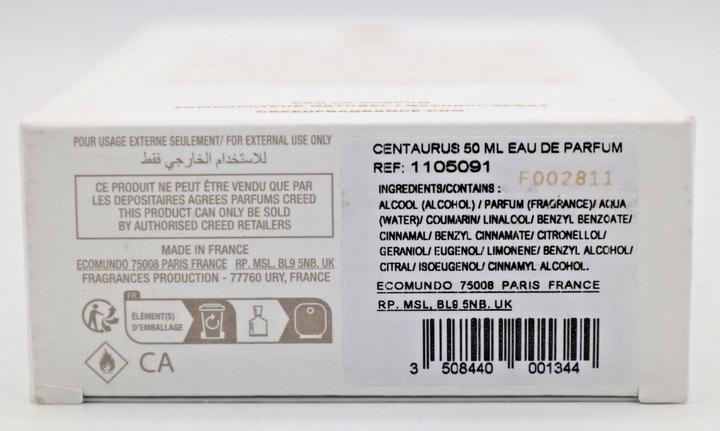 POUR USAGE EXTERNE SEULEMENT/ FOR EXTERNAL USE ONLY
للاستخدام الخارجي فقط
CE PRODUIT NE PEUT ÊTRE VENDU QUE PAR
LES DEPOSITAIRES AGREES PARFUMS CREED
THIS PRODUCT CAN ONLY BE SOLD
BY AUTHORISED CREED RETAILERS
MADE IN FRANCE
ECOMUNDO 75008 PARIS FRANCE RP. MSL, BL9 5NB. UK
FRAGRANCES PRODUCTION - 77760 URY, FRANCE
FR
ÉLÉMENT(S)
D'EMBALLAGE
CA
CENTAURUS 50 ML EAU DE PARFUM
REF: 1105091
F002811
INGREDIENTS/CONTAINS :
ALCOOL (ALCOHOL) / PARFUM (FRAGRANCE)/ AQUA
(WATER)/ COUMARIN/ LINALOOL/ BENZYL BENZOATE/
CINNAMAL/ BENZYL CINNAMATE/ CITRONELLOL/
GERANIOL/ EUGENOL/ LIMONENE/ BENZYL ALCOHOL/
CITRAL/ ISOEUGENOL/ CINNAMYL ALCOHOL..
ECOMUNDO 75008 PARIS FRANCE
RP. MSL, BL9 5NB. UK
3 508440 001344